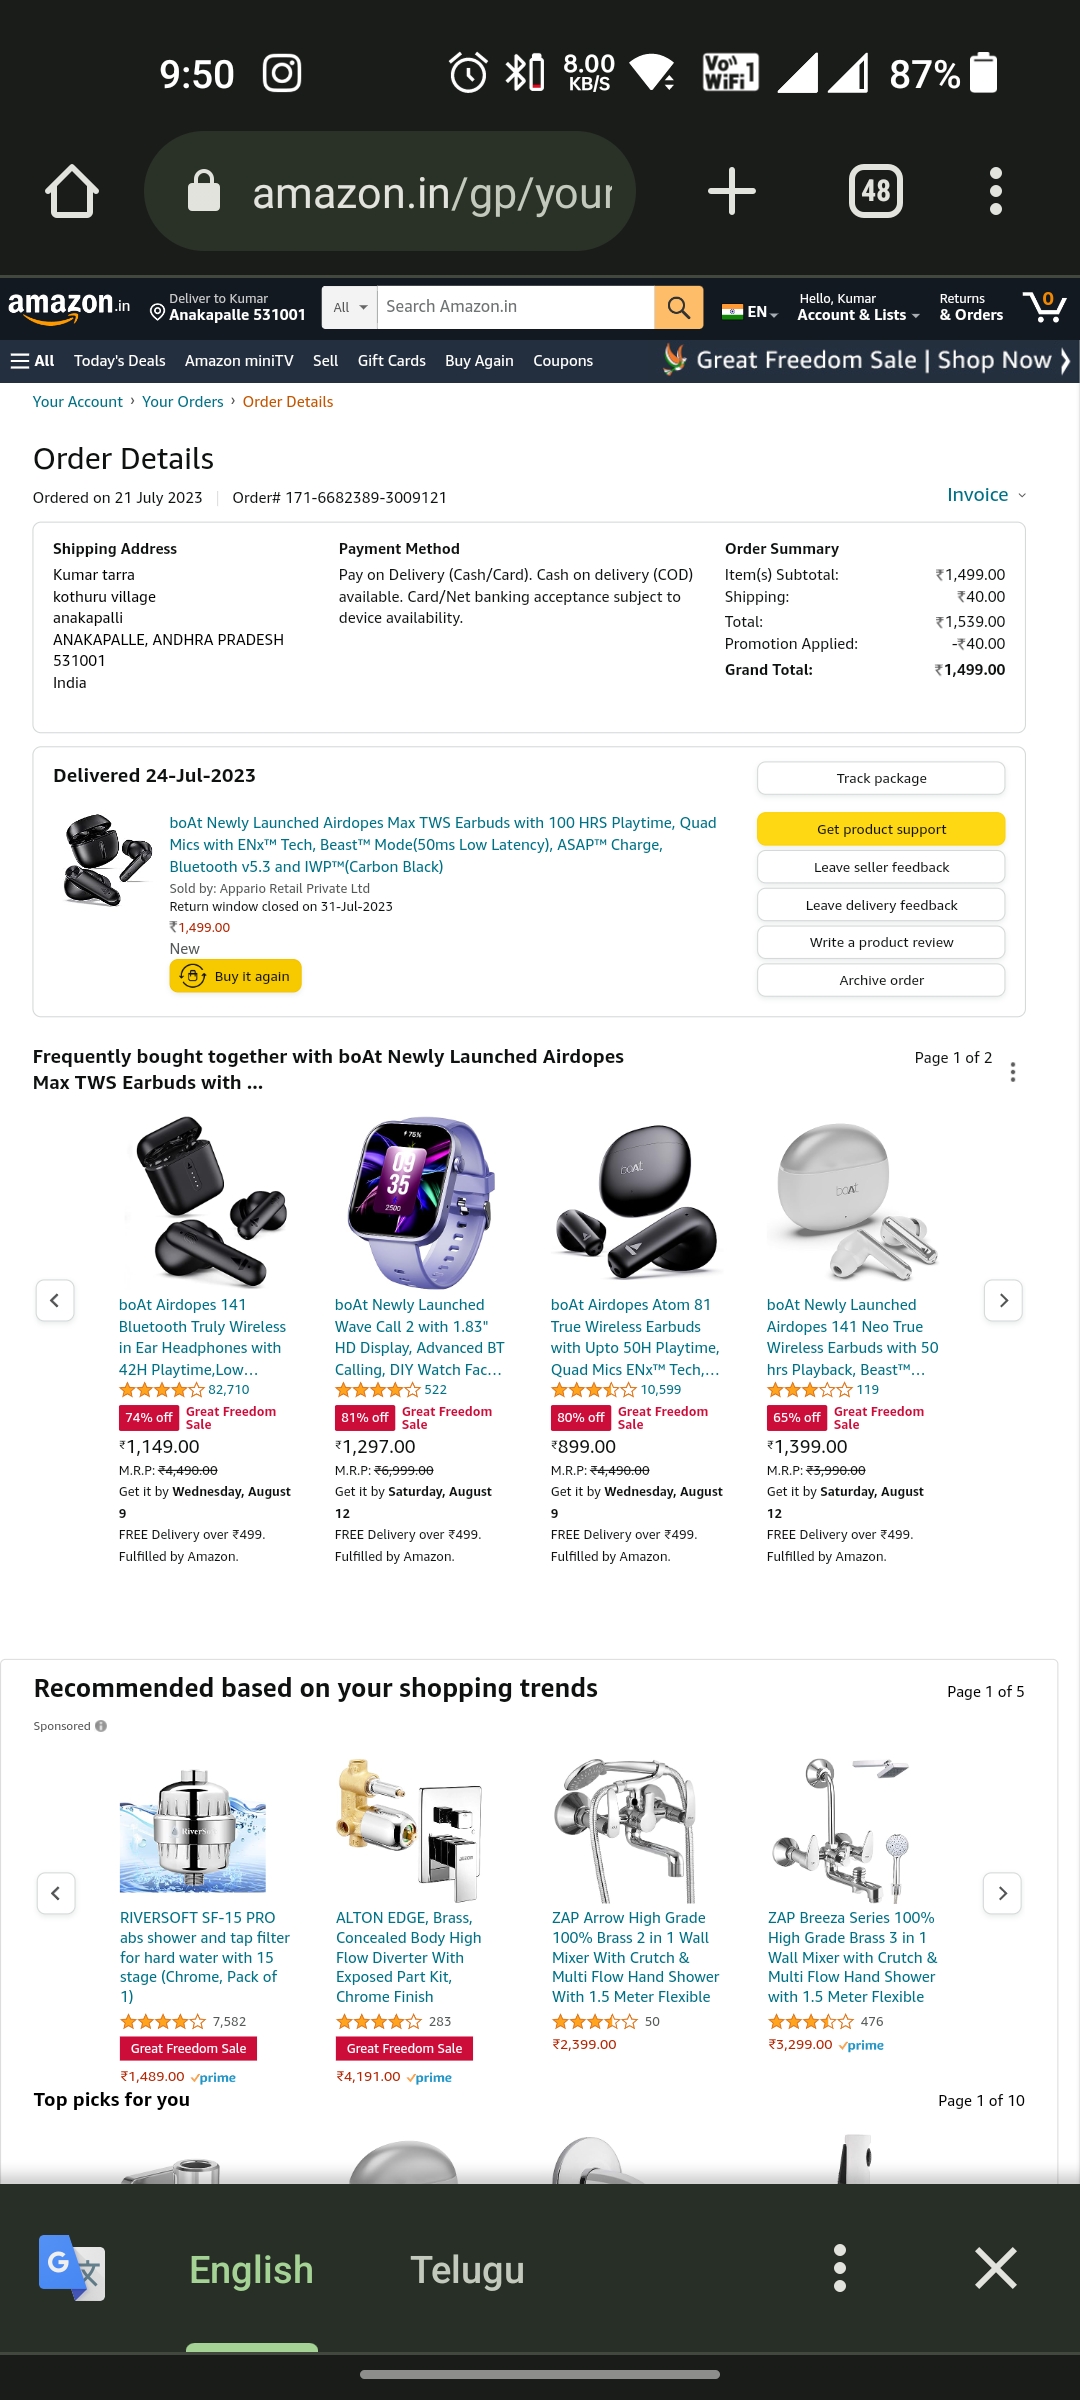 9:50
8.00
KB/S
Vo))
WiFi 1
87%
amazon.in/gp/your
48
amazon.in
Deliver to Kumar
Anakapalle 531001
All
Search Amazon.in
EN
Hello, Kumar
Account & Lists
Returns
& Orders
0
All Today's Deals Amazon miniTV Sell Gift Cards Buy Again Coupons
Great Freedom Sale | Shop Now
Your Account › Your Orders › Order Details
Order Details
Ordered on 21 July 2023 Order# 171-6682389-3009121
Invoice
Shipping Address
Kumar tarra
kothuru village
anakapalli
ANAKAPALLE, ANDHRA PRADESH
531001
India
Payment Method
Pay on Delivery (Cash/Card). Cash on delivery (COD)
available. Card/Net banking acceptance subject to
device availability.
Order Summary
Item(s) Subtotal: ₹1,499.00
Shipping: ₹40.00
Total: ₹1,539.00
Promotion Applied: -₹40.00
Grand Total: ₹1,499.00
Delivered 24-Jul-2023
boAt Newly Launched Airdopes Max TWS Earbuds with 100 HRS Playtime, Quad
Mics with ENx™ Tech, Beast™ Mode(50ms Low Latency), ASAP™ Charge,
Bluetooth v5.3 and IWP™(Carbon Black)
Sold by: Appario Retail Private Ltd
Return window closed on 31-Jul-2023
₹1,499.00
New
Buy it again
Track package
Get product support
Leave seller feedback
Leave delivery feedback
Write a product review
Archive order
Frequently bought together with boAt Newly Launched Airdopes
Max TWS Earbuds with ...
Page 1 of 2
75%
09
35
2500
boAt
boAt
boAt Airdopes 141
Bluetooth Truly Wireless
in Ear Headphones with
42H Playtime,Low...
82,710
74% off Great Freedom
Sale
₹1,149.00
M.R.P: ₹4,490.00
Get it by Wednesday, August
9
FREE Delivery over ₹499.
Fulfilled by Amazon.
boAt Newly Launched
Wave Call 2 with 1.83"
HD Display, Advanced BT
Calling, DIY Watch Fac...
522
81% off Great Freedom
Sale
₹1,297.00
M.R.P: ₹6,999.00
Get it by Saturday, August
12
FREE Delivery over ₹499.
Fulfilled by Amazon.
boAt Airdopes Atom 81
True Wireless Earbuds
with Upto 50H Playtime,
Quad Mics ENx™ Tech,...
10,599
80% off Great Freedom
Sale
₹899.00
M.R.P: ₹4,490.00
Get it by Wednesday, August
9
FREE Delivery over ₹499.
Fulfilled by Amazon.
boAt Newly Launched
Airdopes 141 Neo True
Wireless Earbuds with 50
hrs Playback, Beast™...
119
65% off Great Freedom
Sale
₹1,399.00
M.R.P: ₹3,990.00
Get it by Saturday, August
12
FREE Delivery over ₹499.
Fulfilled by Amazon.
Recommended based on your shopping trends
Page 1 of 5
Sponsored
RIVERSOFT SF-15 PRO
abs shower and tap filter
for hard water with 15
stage (Chrome, Pack of
1)
7,582
Great Freedom Sale
₹1,489.00 prime
ALTON EDGE, Brass,
Concealed Body High
Flow Diverter With
Exposed Part Kit,
Chrome Finish
283
Great Freedom Sale
₹4,191.00 prime
ZAP Arrow High Grade
100% Brass 2 in 1 Wall
Mixer With Crutch &
Multi Flow Hand Shower
With 1.5 Meter Flexible
50
₹2,399.00
ZAP Breeza Series 100%
High Grade Brass 3 in 1
Wall Mixer with Crutch &
Multi Flow Hand Shower
with 1.5 Meter Flexible
476
₹3,299.00 prime
Top picks for you
Page 1 of 10
G 文
English
Telugu